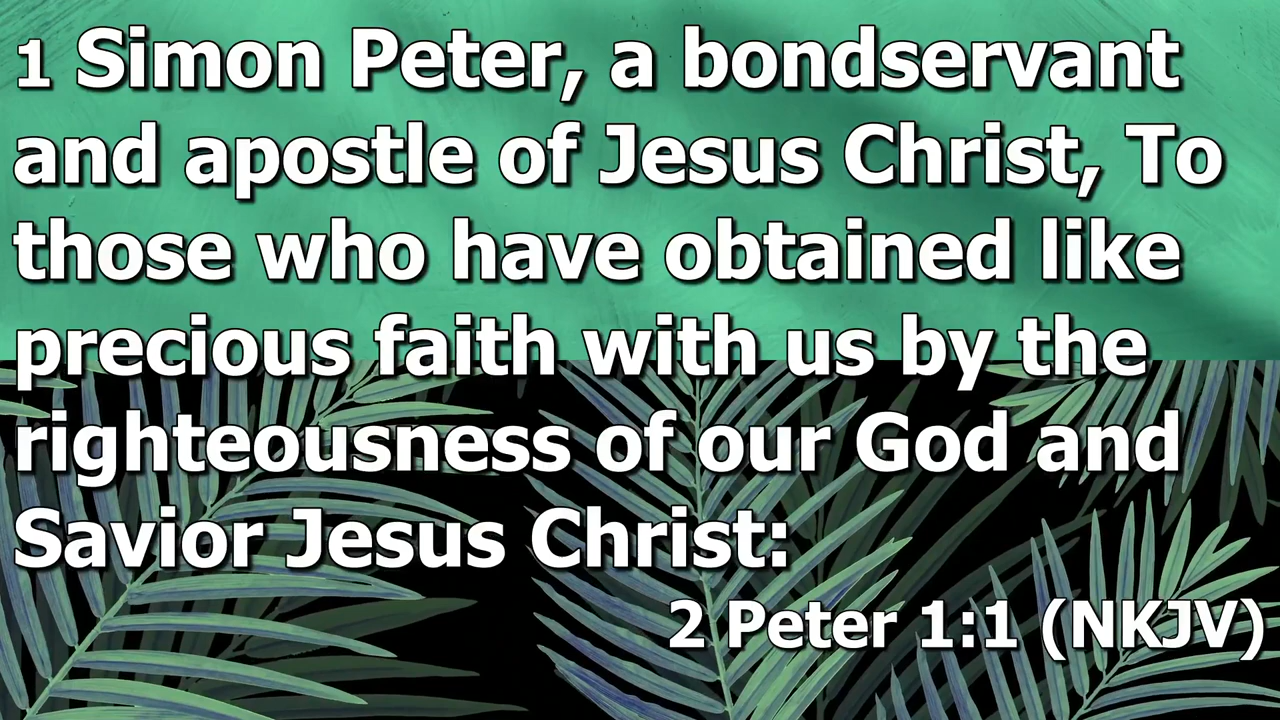 1 Simon Peter, a bondservant
and apostle of Jesus Christ, To
those who have obtained like
precious faith with us by the
righteousness of our God and
Savior Jesus Christ:
2 Peter 1:1 (NKJV)